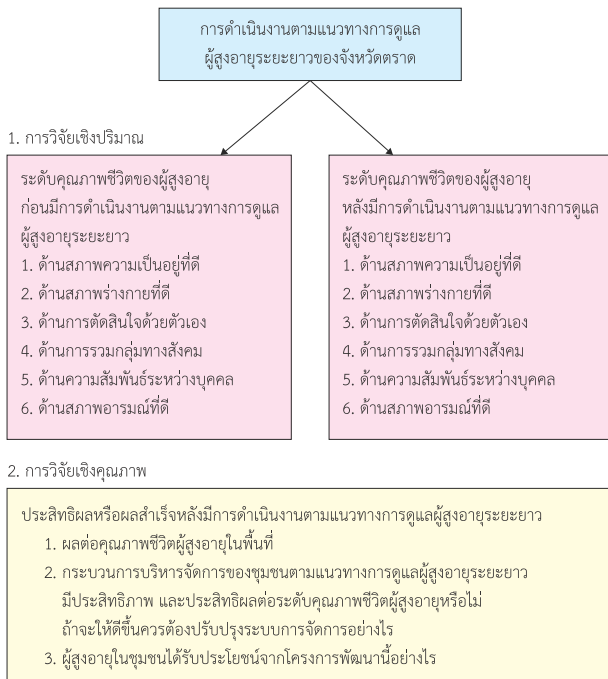 การดำเนินงานตามแนวทางการดูแล
ผู้สูงอายุระยะยาวของจังหวัดตราด
1. การวิจัยเชิงปริมาณ
ระดับคุณภาพชีวิตของผู้สูงอายุ
ก่อนมีการดำเนินงานตามแนวทางการดูแล
ผู้สูงอายุระยะยาว
1. ด้านสภาพความเป็นอยู่ที่ดี
2. ด้านสภาพร่างกายที่ดี
3. ด้านการตัดสินใจด้วยตัวเอง
4. ด้านการรวมกลุ่มทางสังคม
5. ด้านความสัมพันธ์ระหว่างบุคคล
6. ด้านสภาพอารมณ์ที่ดี
ระดับคุณภาพชีวิตของผู้สูงอายุ
หลังมีการดำเนินงานตามแนวทางการดูแล
ผู้สูงอายุระยะยาว
1. ด้านสภาพความเป็นอยู่ที่ดี
2. ด้านสภาพร่างกายที่ดี
3. ด้านการตัดสินใจด้วยตัวเอง
4. ด้านการรวมกลุ่มทางสังคม
5. ด้านความสัมพันธ์ระหว่างบุคคล
6. ด้านสภาพอารมณ์ที่ดี
2. การวิจัยเชิงคุณภาพ
ประสิทธิผลหรือผลสำเร็จหลังมีการดำเนินงานตามแนวทางการดูแลผู้สูงอายุระยะยาว
1. ผลต่อคุณภาพชีวิตผู้สูงอายุในพื้นที่
2. กระบวนการบริหารจัดการของชุมชนตามแนวทางการดูแลผู้สูงอายุระยะยาว
มีประสิทธิภาพ และประสิทธิผลต่อระดับคุณภาพชีวิตผู้สูงอายุหรือไม่
ถ้าจะให้ดีขึ้นควรต้องปรับปรุงระบบการจัดการอย่างไร
3. ผู้สูงอายุในชุมชนได้รับประโยชน์จากโครงการพัฒนานี้อย่างไร